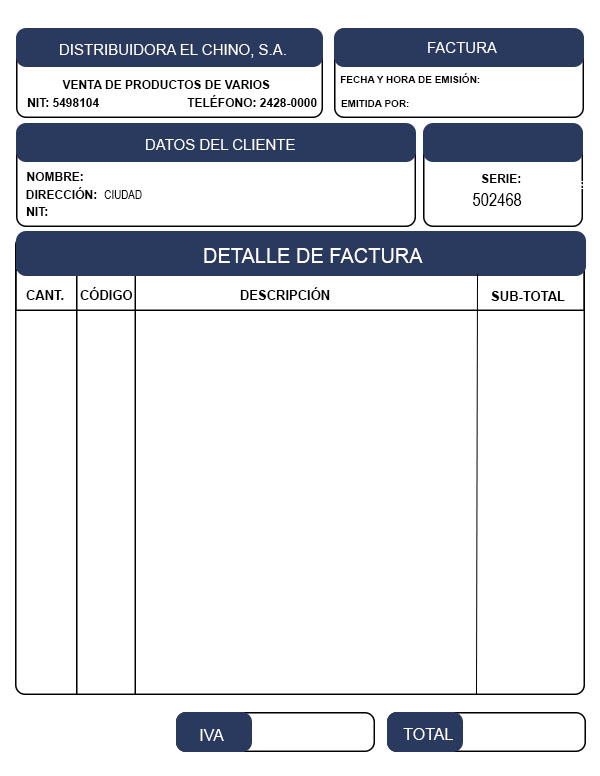 DISTRIBUIDORA EL CHINO, S.A.
VENTA DE PRODUCTOS DE VARIOS
NIT: 5498104 TELÉFONO: 2428-0000
FACTURA
FECHA Y HORA DE EMISIÓN:
EMITIDA POR:
DATOS DEL CLIENTE
NOMBRE:
DIRECCIÓN: CIUDAD
NIT:
SERIE:
502468
DETALLE DE FACTURA
CANT. CÓDIGO DESCRIPCIÓN SUB-TOTAL
IVA TOTAL